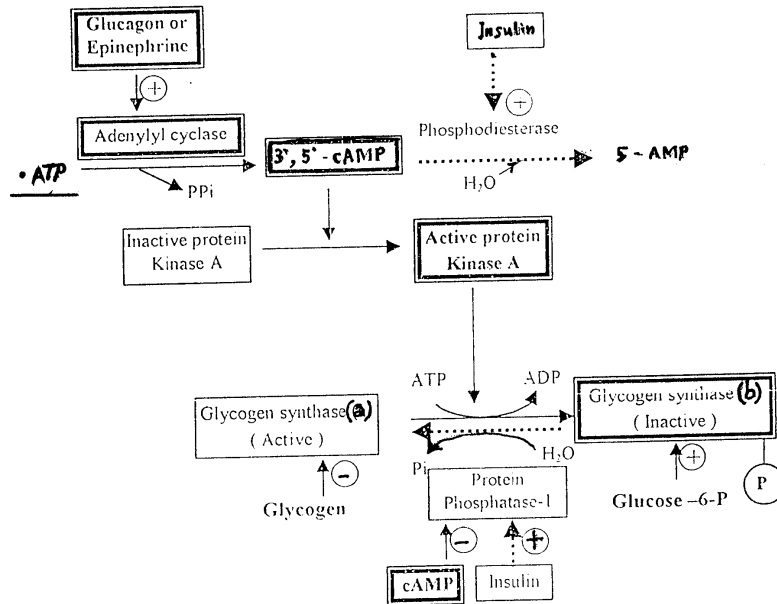 Glucagon or
Epinephrine
Insulin
+
+
Adenylyl cyclase
Phosphodiesterase
• ATP
3', 5' - cAMP
5 - AMP
PPi
H₂O
Inactive protein
Kinase A
Active protein
Kinase A
ATP
ADP
Glycogen synthase (a)
( Active )
Glycogen synthase (b)
( Inactive )
Pi
H₂O
−
+
P
Glycogen
Protein
Phosphatase-1
Glucose –6-P
−
+
cAMP
Insulin